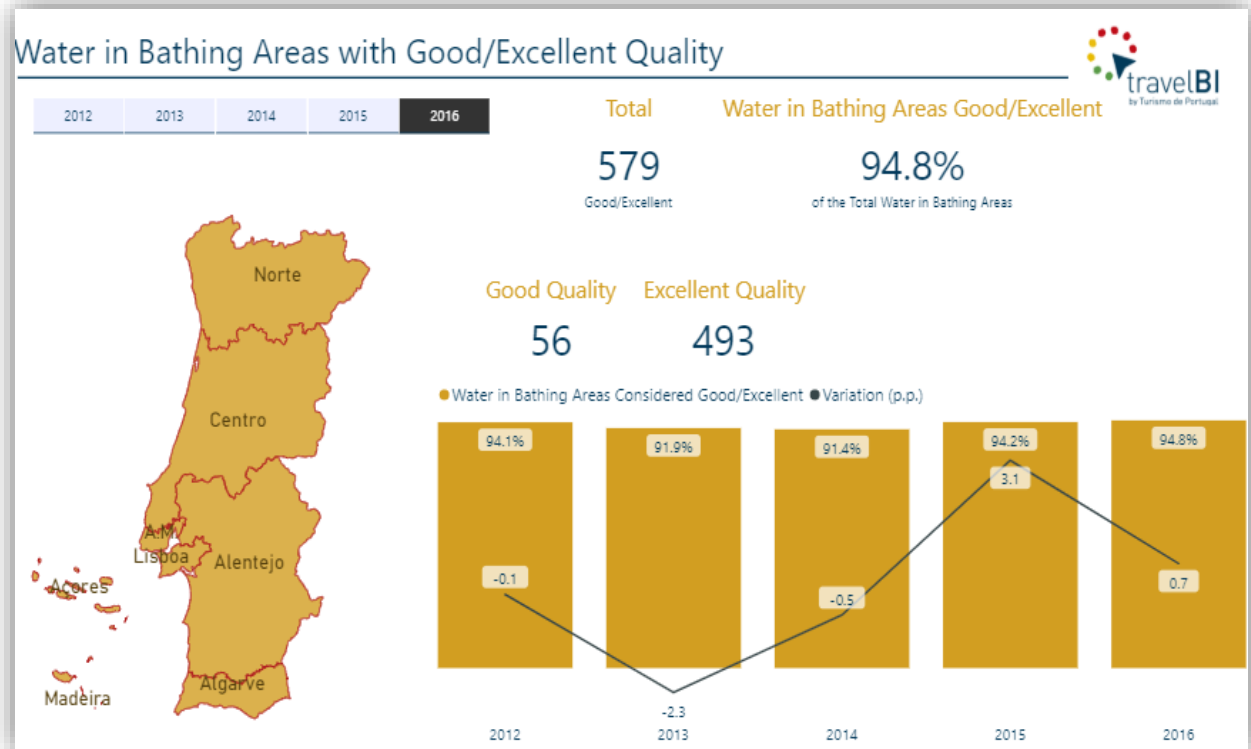 Water in Bathing Areas with Good/Excellent Quality
travelBI
by Turismo de Portugal
2012 2013 2014 2015 2016
Total
579
Good/Excellent
Water in Bathing Areas Good/Excellent
94.8%
of the Total Water in Bathing Areas
Good Quality
56
Excellent Quality
493
Norte
Centro
A.M.
Lisboa
Alentejo
Açores
Madeira
Algarve
Water in Bathing Areas Considered Good/Excellent Variation (p.p.)
94.1% 91.9% 91.4% 94.2% 94.8%
-0.1 -2.3 -0.5 3.1 0.7
2012 2013 2014 2015 2016